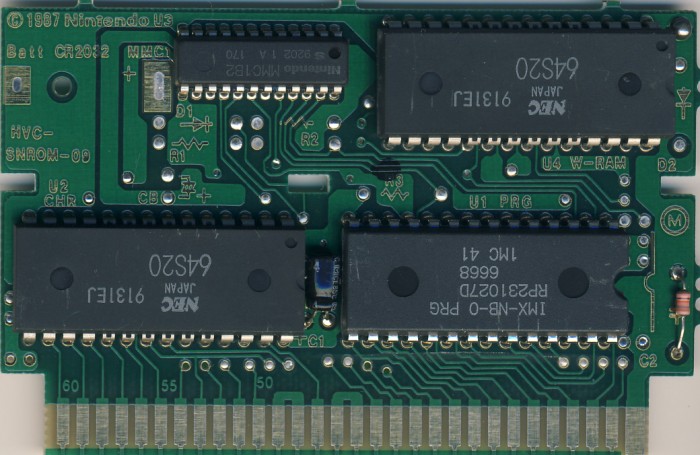 © 1987 Nintendo U3
Batt CR2032 MMC1
+
Nintendo MMC1B2
9202 1 A 170
64S20
NEC
JAPAN 9131EJ
D1
HVC-
SNROM-00
R1
R2
U4 W-RAM
D2
U2
CHR
C3
+
R3
U1 PRG
M
64S20
NEC
JAPAN 9131EJ
IMX-NB-0 PRG
RP231027D
6668
1MC 41
+C1
C2
60
55
50